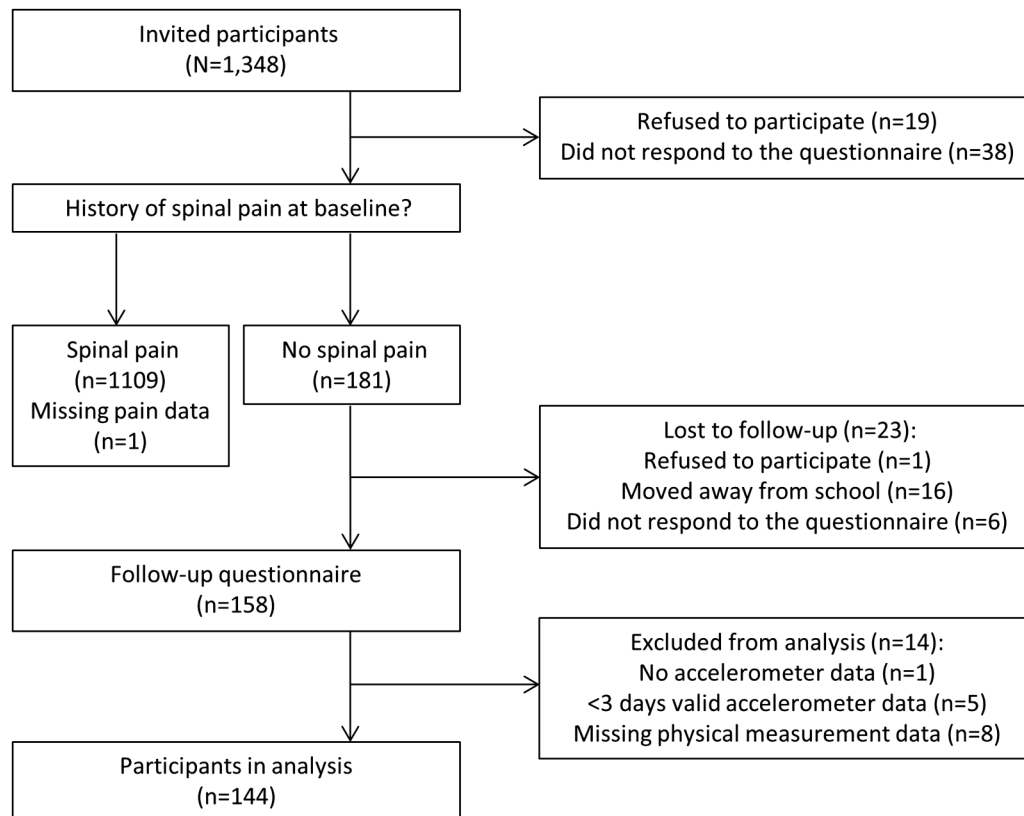 Invited participants
(N=1,348)
Refused to participate (n=19)
Did not respond to the questionnaire (n=38)
History of spinal pain at baseline?
Spinal pain
(n=1109)
Missing pain data
(n=1)
No spinal pain
(n=181)
Lost to follow-up (n=23):
Refused to participate (n=1)
Moved away from school (n=16)
Did not respond to the questionnaire (n=6)
Follow-up questionnaire
(n=158)
Excluded from analysis (n=14):
No accelerometer data (n=1)
<3 days valid accelerometer data (n=5)
Missing physical measurement data (n=8)
Participants in analysis
(n=144)